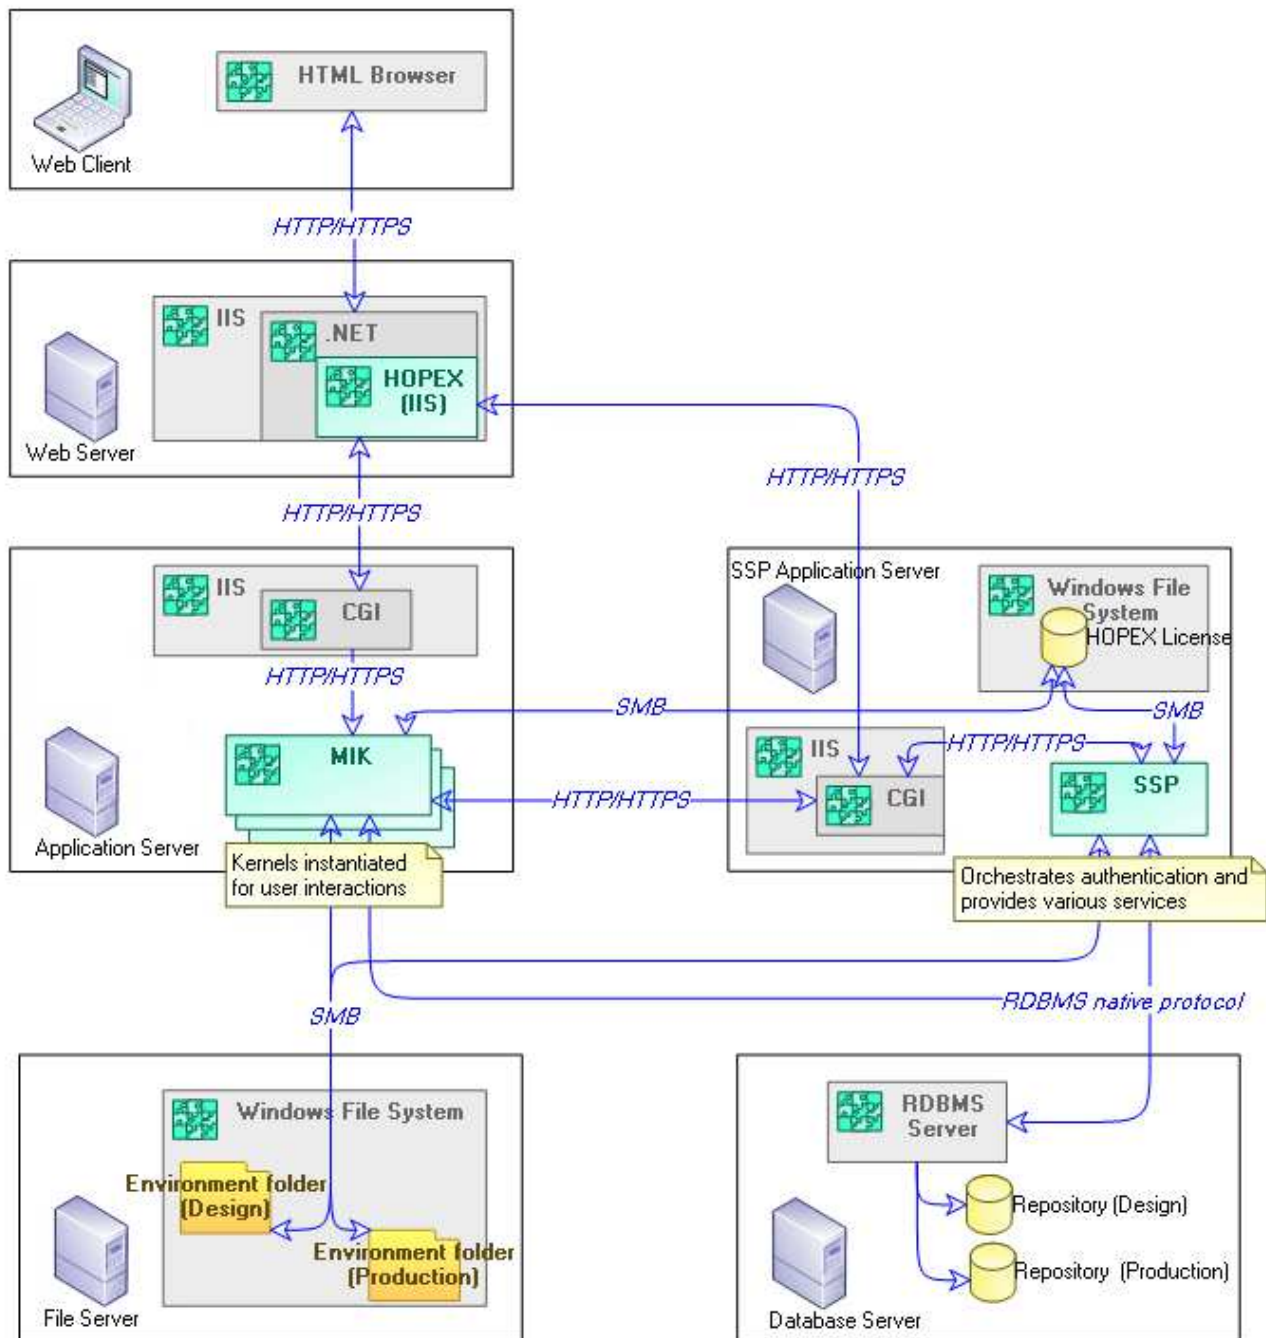 HTML Browser
Web Client
HTTP/HTTPS
IIS
.NET
HOPEX
(IIS)
Web Server
HTTP/HTTPS
HTTP/HTTPS
IIS
CGI
HTTP/HTTPS
MIK
Application Server
Kernels instantiated
for user interactions
SSP Application Server
Windows File
System
HOPEX License
SMB
SMB
IIS
HTTP/HTTPS
CGI
SSP
HTTP/HTTPS
Orchestrates authentication and
provides various services
SMB
RDBMS native protocol
Windows File System
Environment folder
(Design)
Environment folder
(Production)
File Server
RDBMS
Server
Repository (Design)
Repository (Production)
Database Server